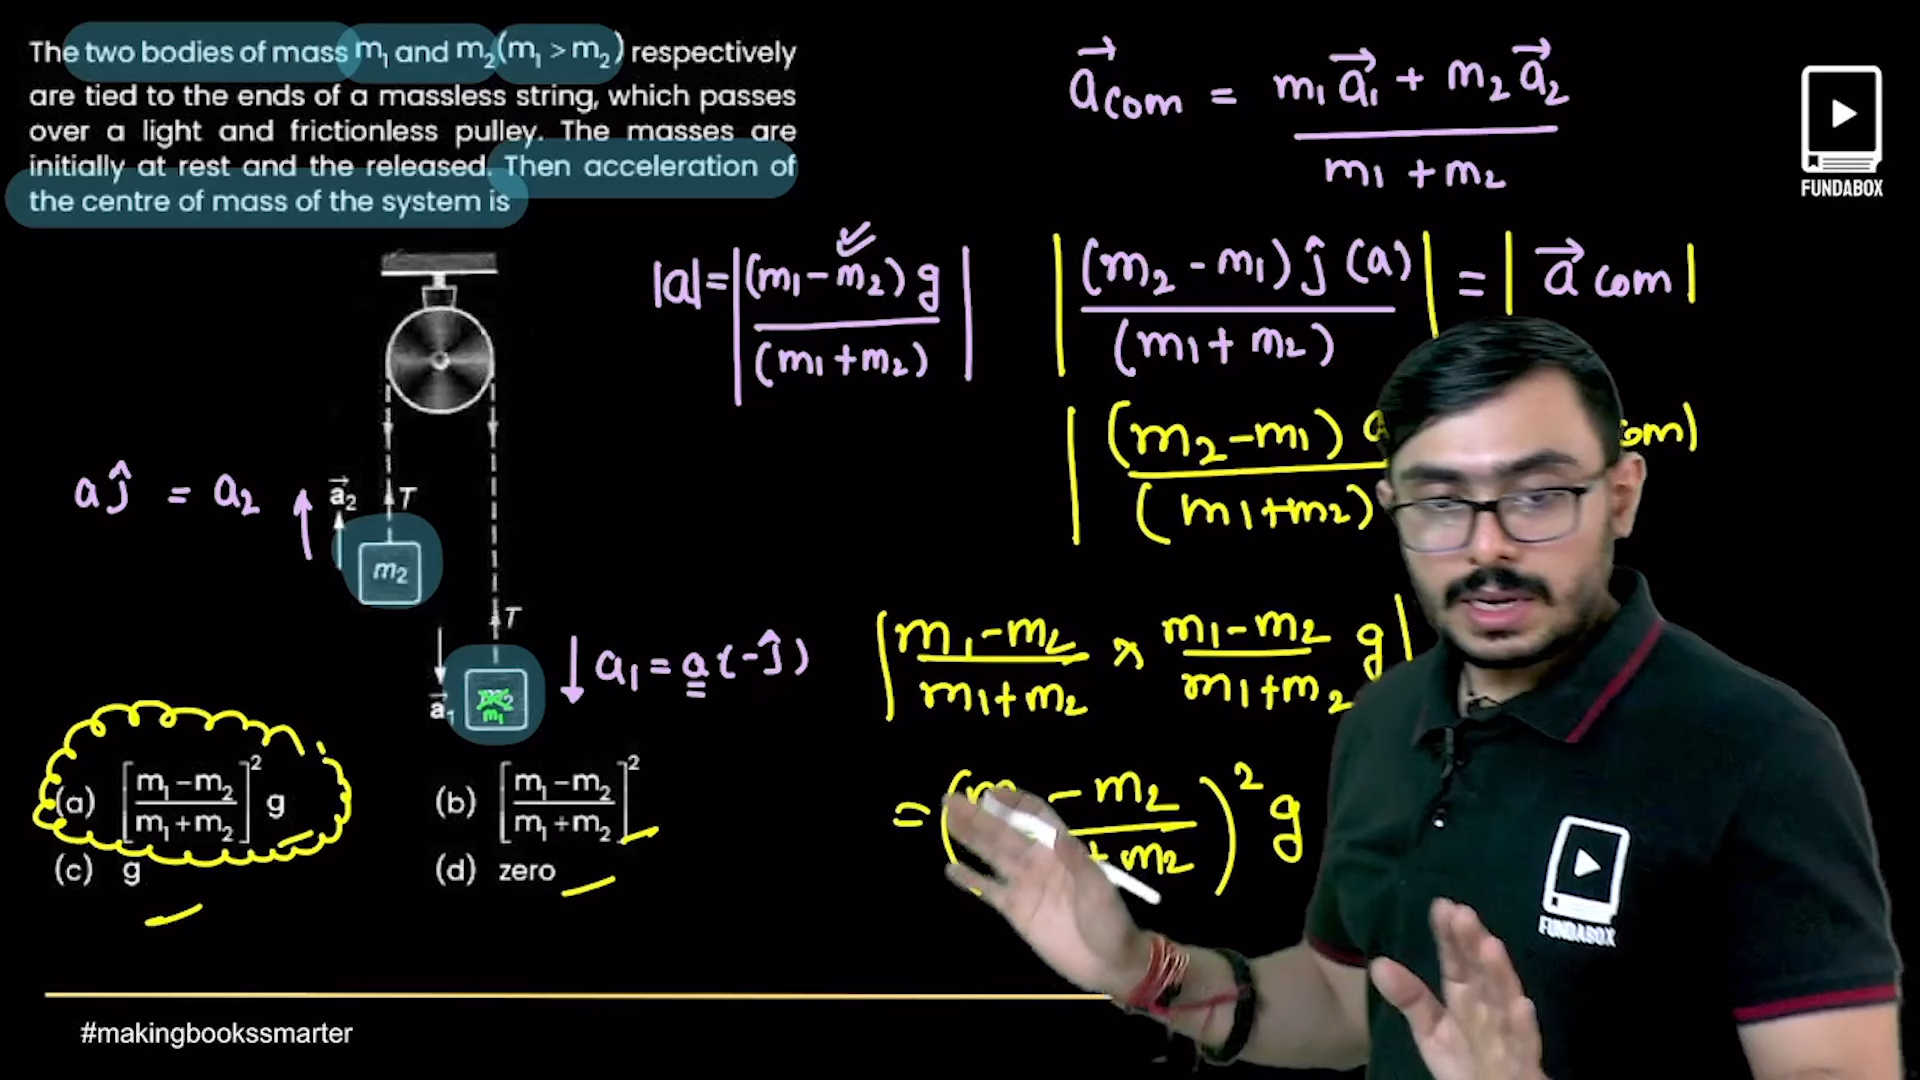 The two bodies of mass m₁ and m₂(m₁ > m₂) respectively
are tied to the ends of a massless string, which passes
over a light and frictionless pulley. The masses are
initially at rest and the released. Then acceleration of
the centre of mass of the system is
a⃗com = (m₁a⃗₁ + m₂a⃗₂) / (m₁ + m₂)
FUNDABOX
|a| = |(m₁ - m₂) g / (m₁ + m₂)|
|(m₂ - m₁) ĵ (a) / (m₁ + m₂)| = |a⃗ com|
|(m₂ - m₁) / (m₁ + m₂)
om|
aĵ = a₂
a⃗₂
T
m₂
T
a⃗₁
m₁
a₁ = a(-ĵ)
|(m₁ - m₂) / (m₁ + m₂) × (m₁ - m₂) / (m₁ + m₂) g|
= ( - m₂ / + m₂ )² g
(a) [(m₁ - m₂) / (m₁ + m₂)]² g
(b) [(m₁ - m₂) / (m₁ + m₂)]²
(c) g
(d) zero
FUNDABOX
#makingbookssmarter